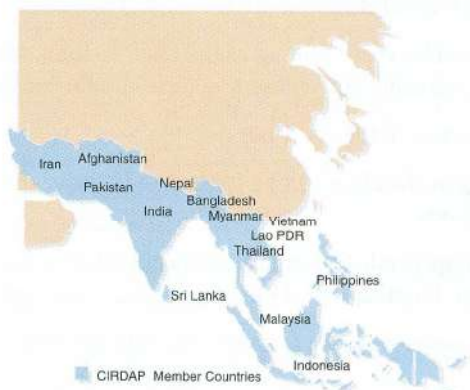 Iran
Afghanistan
Pakistan
Nepal
India
Bangladesh
Myanmar
Vietnam
Lao PDR
Thailand
Sri Lanka
Philippines
Malaysia
Indonesia
CIRDAP Member Countries